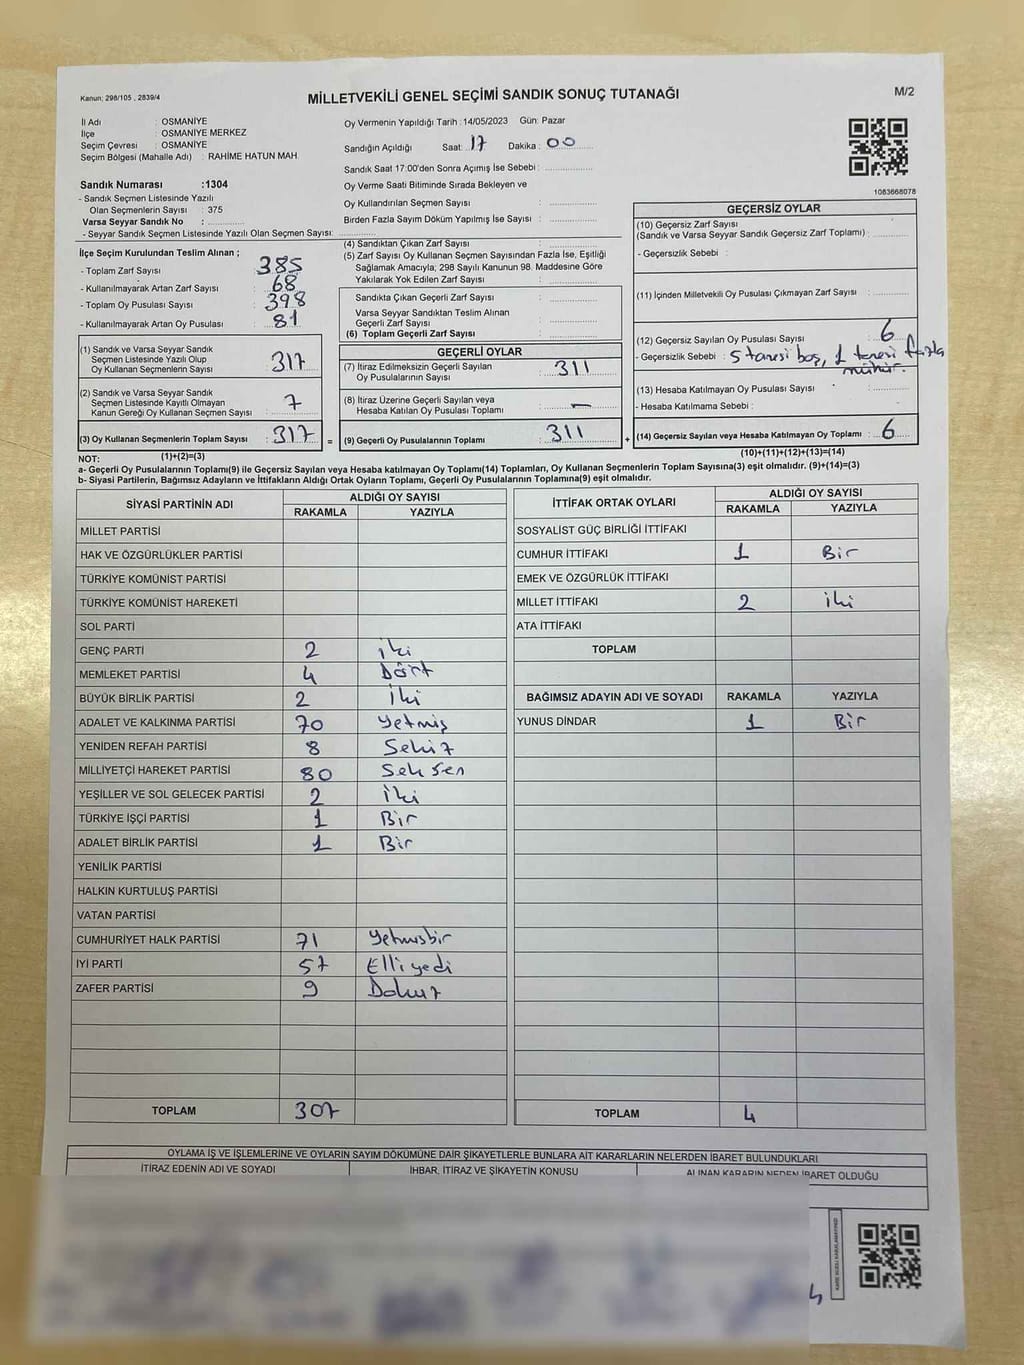 Kanun: 298/105 , 2839/4
MİLLETVEKİLİ GENEL SEÇİMİ SANDIK SONUÇ TUTANAĞI
M/2
İl Adı : OSMANİYE
İlçe : OSMANİYE MERKEZ
Seçim Çevresi : OSMANİYE
Seçim Bölgesi (Mahalle Adı) : RAHİME HATUN MAH
Sandık Numarası :1304
- Sandık Seçmen Listesinde Yazılı
Olan Seçmenlerin Sayısı : 375
Varsa Seyyar Sandık No :
- Seyyar Sandık Seçmen Listesinde Yazılı Olan Seçmen Sayısı:
Oy Vermenin Yapıldığı Tarih : 14/05/2023 Gün: Pazar
Sandığın Açıldığı Saat: 17 Dakika : 00
Sandık Saat 17:00'den Sonra Açımış İse Sebebi :
Oy Verme Saati Bitiminde Sırada Bekleyen ve
Oy Kullandırılan Seçmen Sayısı :
Birden Fazla Sayım Döküm Yapılmış İse Sayısı :
1083668078
İlçe Seçim Kurulundan Teslim Alınan ;
- Toplam Zarf Sayısı : 385
- Kullanılmayarak Artan Zarf Sayısı : 68
- Toplam Oy Pusulası Sayısı : 398
- Kullanılmayarak Artan Oy Pusulası : 81
(4) Sandıktan Çıkan Zarf Sayısı :
(5) Zarf Sayısı Oy Kullanan Seçmen Sayısından Fazla İse, Eşitliği
Sağlamak Amacıyla; 298 Sayılı Kanunun 98. Maddesine Göre
Yakılarak Yok Edilen Zarf Sayısı :
Sandıkta Çıkan Geçerli Zarf Sayısı :
Varsa Seyyar Sandıktan Teslim Alınan
Geçerli Zarf Sayısı :
(6) Toplam Geçerli Zarf Sayısı :
GEÇERSİZ OYLAR
(10) Geçersiz Zarf Sayısı
(Sandık ve Varsa Seyyar Sandık Geçersiz Zarf Toplamı) :
- Geçersizlik Sebebi :
(11) İçinden Milletvekili Oy Pusulası Çıkmayan Zarf Sayısı :
(12) Geçersiz Sayılan Oy Pusulası Sayısı : 6
- Geçersizlik Sebebi : 5 tanesi boş, 1 tanesi fazla
mühür.
(13) Hesaba Katılmayan Oy Pusulası Sayısı :
- Hesaba Katılmama Sebebi :
(14) Geçersiz Sayılan veya Hesaba Katılmayan Oy Toplamı : 6
(1) Sandık ve Varsa Seyyar Sandık
Seçmen Listesinde Yazılı Olup
Oy Kullanan Seçmenlerin Sayısı : 317
(2) Sandık ve Varsa Seyyar Sandık
Seçmen Listesinde Kayıtlı Olmayan
Kanun Gereği Oy Kullanan Seçmen Sayısı : 7
(3) Oy Kullanan Seçmenlerin Toplam Sayısı : 317 =
GEÇERLİ OYLAR
(7) İtiraz Edilmeksizin Geçerli Sayılan
Oy Pusulalarının Sayısı : 311
(8) İtiraz Üzerine Geçerli Sayılan veya
Hesaba Katılan Oy Pusulası Toplamı : -
(9) Geçerli Oy Pusulalarının Toplamı : 311 +
NOT: (1)+(2)=(3)
(10)+(11)+(12)+(13)=(14)
a- Geçerli Oy Pusulalarının Toplamı(9) ile Geçersiz Sayılan veya Hesaba katılmayan Oy Toplamı(14) Toplamları, Oy Kullanan Seçmenlerin Toplam Sayısına(3) eşit olmalıdır. (9)+(14)=(3)
b- Siyasi Partilerin, Bağımsız Adayların ve İttifakların Aldığı Ortak Oyların Toplamı, Geçerli Oy Pusulalarının Toplamına(9) eşit olmalıdır.
SİYASİ PARTİNİN ADI ALDIĞI OY SAYISI
RAKAMLA YAZIYLA
MİLLET PARTİSİ
HAK VE ÖZGÜRLÜKLER PARTİSİ
TÜRKİYE KOMÜNİST PARTİSİ
TÜRKİYE KOMÜNİST HAREKETİ
SOL PARTİ
GENÇ PARTİ 2 iki
MEMLEKET PARTİSİ 4 Dört
BÜYÜK BİRLİK PARTİSİ 2 İki
ADALET VE KALKINMA PARTİSİ 70 Yetmiş
YENİDEN REFAH PARTİSİ 8 Sekiz
MİLLİYETÇİ HAREKET PARTİSİ 80 Seksen
YEŞİLLER VE SOL GELECEK PARTİSİ 2 İki
TÜRKİYE İŞÇİ PARTİSİ 1 Bir
ADALET BİRLİK PARTİSİ 1 Bir
YENİLİK PARTİSİ
HALKIN KURTULUŞ PARTİSİ
VATAN PARTİSİ
CUMHURİYET HALK PARTİSİ 71 Yetmişbir
İYİ PARTİ 57 Elli yedi
ZAFER PARTİSİ 9 Dokuz
TOPLAM 307
İTTİFAK ORTAK OYLARI ALDIĞI OY SAYISI
RAKAMLA YAZIYLA
SOSYALİST GÜÇ BİRLİĞİ İTTİFAKI
CUMHUR İTTİFAKI 1 Bir
EMEK VE ÖZGÜRLÜK İTTİFAKI
MİLLET İTTİFAKI 2 iki
ATA İTTİFAKI
TOPLAM
BAĞIMSIZ ADAYIN ADI VE SOYADI RAKAMLA YAZIYLA
YUNUS DİNDAR 1 Bir
TOPLAM 4
OYLAMA İŞ VE İŞLEMLERİNE VE OYLARIN SAYIM DÖKÜMÜNE DAİR ŞİKAYETLERLE BUNLARA AİT KARARLARIN NELERDEN İBARET BULUNDUKLARI
İTİRAZ EDENİN ADI VE SOYADI İHBAR, İTİRAZ VE ŞİKAYETİN KONUSU ALINAN KARARIN NEDEN İBARET OLDUĞU